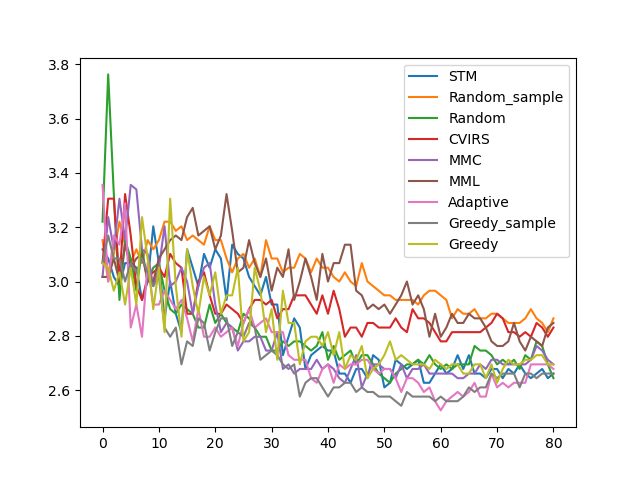 3.8
3.6
3.4
3.2
3.0
2.8
2.6
0 10 20 30 40 50 60 70 80
STM
Random_sample
Random
CVIRS
MMC
MML
Adaptive
Greedy_sample
Greedy